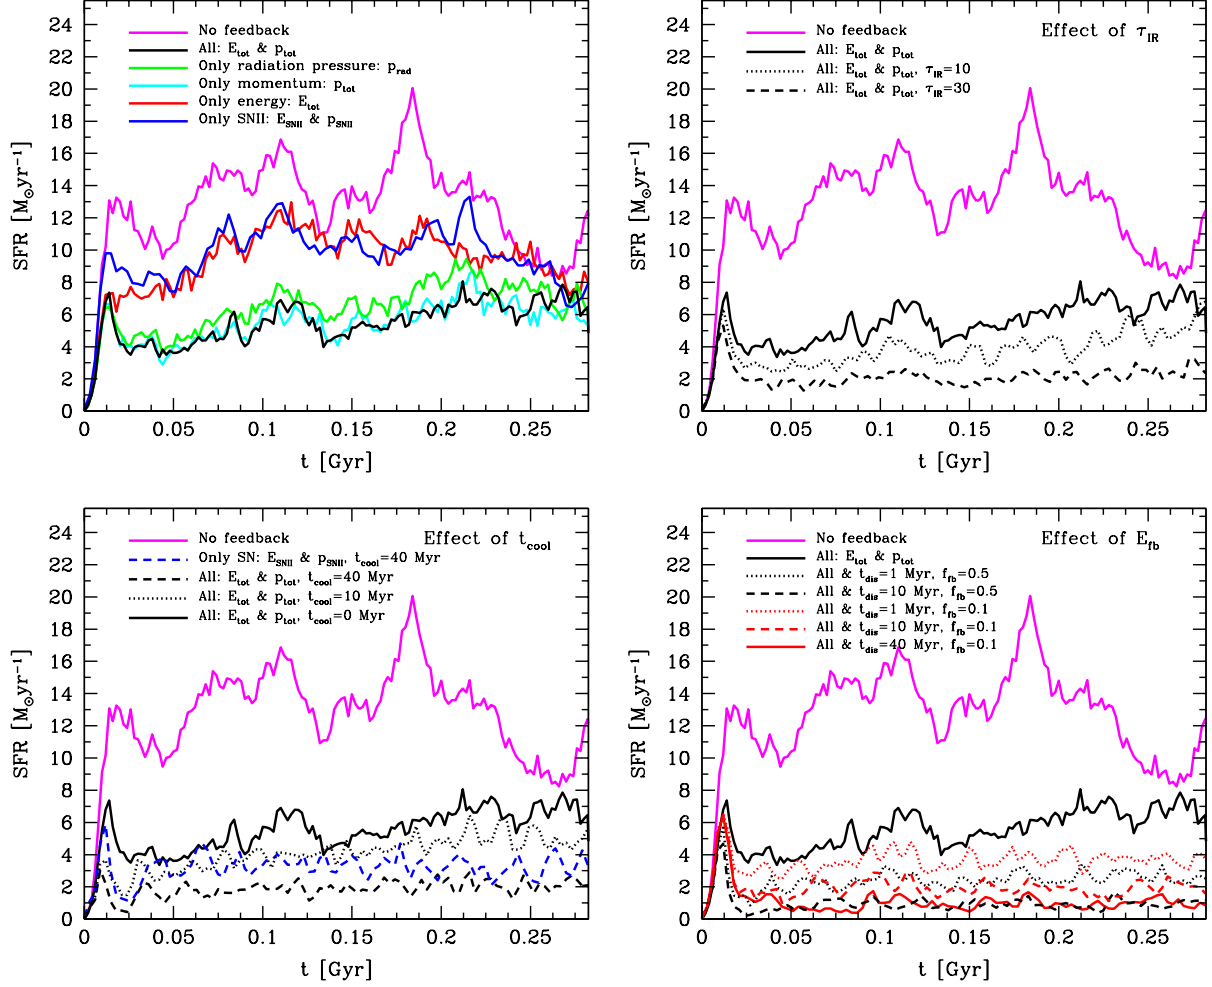 No feedback
All: E_tot & p_tot
Only radiation pressure: p_rad
Only momentum: p_tot
Only energy: E_tot
Only SNII: E_SNII & p_SNII
24
22
20
18
16
14
12
10
8
6
4
2
0
SFR [M⊙yr⁻¹]
0 0.05 0.1 0.15 0.2 0.25
t [Gyr]
Effect of τ_IR
No feedback
All: E_tot & p_tot
All: E_tot & p_tot, τ_IR=10
All: E_tot & p_tot, τ_IR=30
24
22
20
18
16
14
12
10
8
6
4
2
0
SFR [M⊙yr⁻¹]
0 0.05 0.1 0.15 0.2 0.25
t [Gyr]
Effect of t_cool
No feedback
Only SN: E_SNII & p_SNII, t_cool=40 Myr
All: E_tot & p_tot, t_cool=40 Myr
All: E_tot & p_tot, t_cool=10 Myr
All: E_tot & p_tot, t_cool=0 Myr
24
22
20
18
16
14
12
10
8
6
4
2
0
SFR [M⊙yr⁻¹]
0 0.05 0.1 0.15 0.2 0.25
t [Gyr]
Effect of E_fb
No feedback
All: E_tot & p_tot
All & t_dis=1 Myr, f_fb=0.5
All & t_dis=10 Myr, f_fb=0.5
All & t_dis=1 Myr, f_fb=0.1
All & t_dis=10 Myr, f_fb=0.1
All & t_dis=40 Myr, f_fb=0.1
24
22
20
18
16
14
12
10
8
6
4
2
0
SFR [M⊙yr⁻¹]
0 0.05 0.1 0.15 0.2 0.25
t [Gyr]